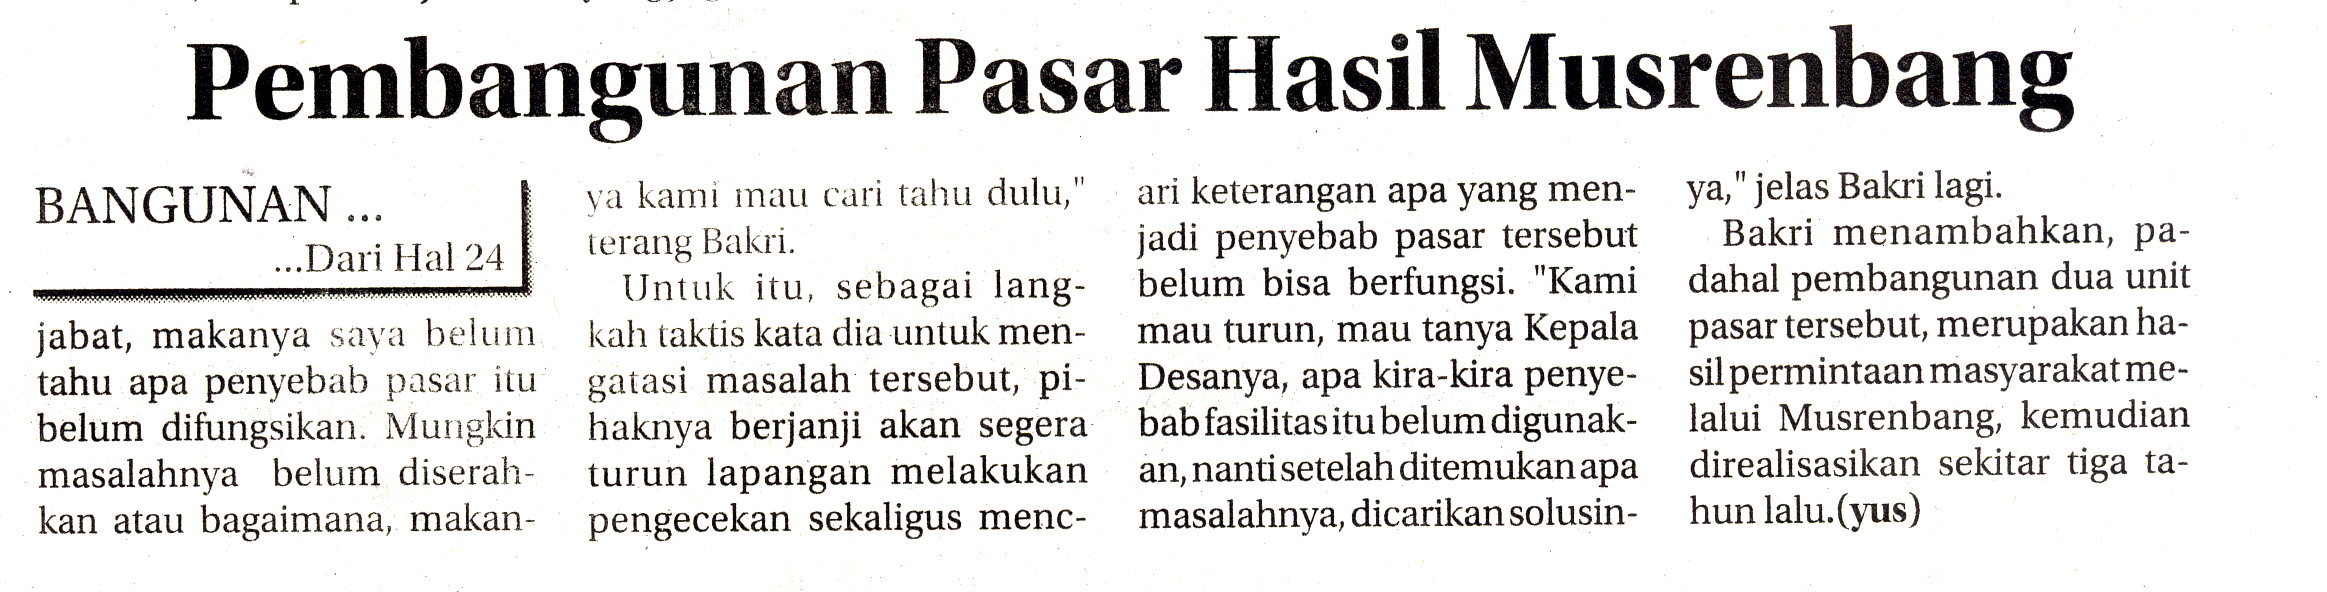 Pembangunan Pasar Hasil Musrenbang
BANGUNAN ...
...Dari Hal 24
jabat, makanya saya belum
tahu apa penyebab pasar itu
belum difungsikan. Mungkin
masalahnya belum diserah-
kan atau bagaimana, makan-
ya kami mau cari tahu dulu,"
terang Bakri.
Untuk itu, sebagai lang-
kah taktis kata dia untuk men-
gatasi masalah tersebut, pi-
haknya berjanji akan segera
turun lapangan melakukan
pengecekan sekaligus menc-
ari keterangan apa yang men-
jadi penyebab pasar tersebut
belum bisa berfungsi. "Kami
mau turun, mau tanya Kepala
Desanya, apa kira-kira penye-
bab fasilitas itu belum digunak-
an, nanti setelah ditemukan apa
masalahnya, dicarikan solusin-
ya," jelas Bakri lagi.
Bakri menambahkan, pa-
dahal pembangunan dua unit
pasar tersebut, merupakan ha-
sil permintaan masyarakat me-
lalui Musrenbang, kemudian
direalisasikan sekitar tiga ta-
hun lalu.(yus)